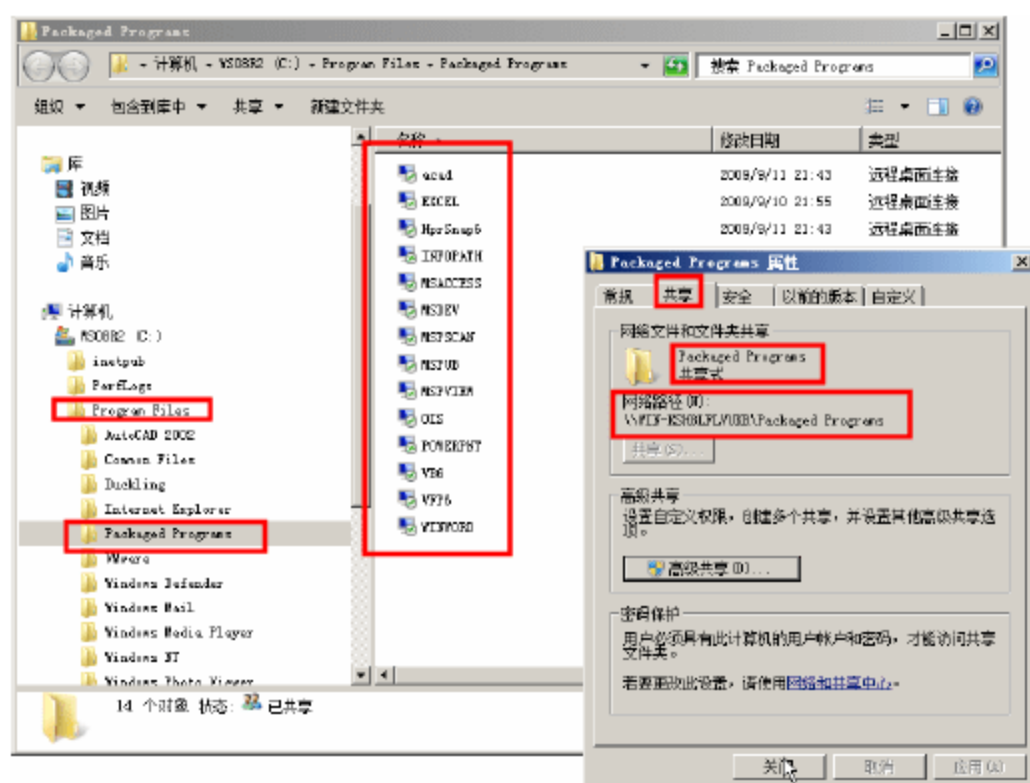 Packaged Programs
计算机 - WS08R2 (C:) - Program Files - Packaged Programs
搜索 Packaged Programs
组织 包含到库中 共享 新建文件夹
名称 修改日期 类型
库
视频
图片
文档
音乐
计算机
WS08R2 (C:)
inetpub
PerfLogs
Program Files
AutoCAD 2002
Common Files
Duckling
Internet Explorer
Packaged Programs
VMware
Windows Defender
Windows Mail
Windows Media Player
Windows NT
Windows Photo Viewer
acad 2009/9/11 21:43 远程桌面连接
EXCEL 2009/9/10 21:55 远程桌面连接
HprSnap6 2009/9/11 21:43 远程桌面连接
INFOPATH
MSACCESS
MSDEV
MSPSCAN
MSPUB
MSPVIEW
OIS
POWERPNT
VB6
VFP6
WINWORD
14 个对象 状态: 已共享
Packaged Programs 属性
常规 共享 安全 以前的版本 自定义
网络文件和文件夹共享
Packaged Programs
共享式
网络路径(N):
\Packaged Programs
共享(S)...
高级共享
设置自定义权限，创建多个共享，并设置其他高级共享选
项。
高级共享(D)...
密码保护
用户必须具有此计算机的用户帐户和密码，才能访问共享
文件夹。
若要更改此设置，请使用网络和共享中心。
关闭 取消 应用(A)